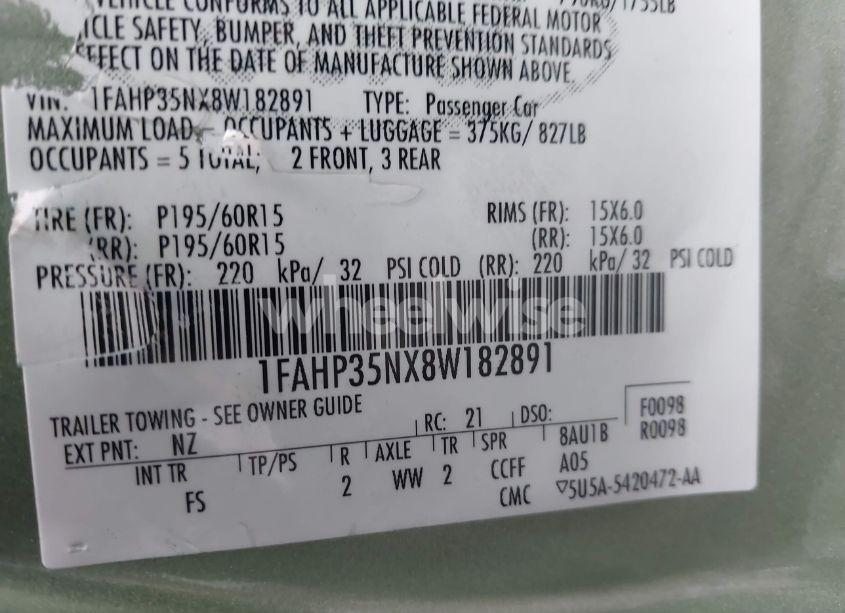 VEHICLE CONFORMS TO ALL APPLICABLE FEDERAL MOTOR
SAFETY, BUMPER, AND THEFT PREVENTION STANDARDS
EFFECT ON THE DATE OF MANUFACTURE SHOWN ABOVE.
VIN: 1FAHP35NX8W182891 TYPE: Passenger Car
MAXIMUM LOAD - OCCUPANTS + LUGGAGE = 375KG/ 827LB
OCCUPANTS = 5 TOTAL; 2 FRONT, 3 REAR
TIRE (FR): P195/60R15 RIMS (FR): 15X6.0
(RR): P195/60R15 (RR): 15X6.0
PRESSURE (FR): 220 kPa/ 32 PSI COLD (RR): 220 kPa/ 32 PSI COLD
wheelwise
1FAHP35NX8W182891
TRAILER TOWING - SEE OWNER GUIDE
EXT PNT: NZ RC: 21 DSO: F0098
R0098
INT TR TP/PS R AXLE TR SPR 8AU1B
FS 2 WW 2 CCFF A05
CMC ▽5U5A-5420472-AA